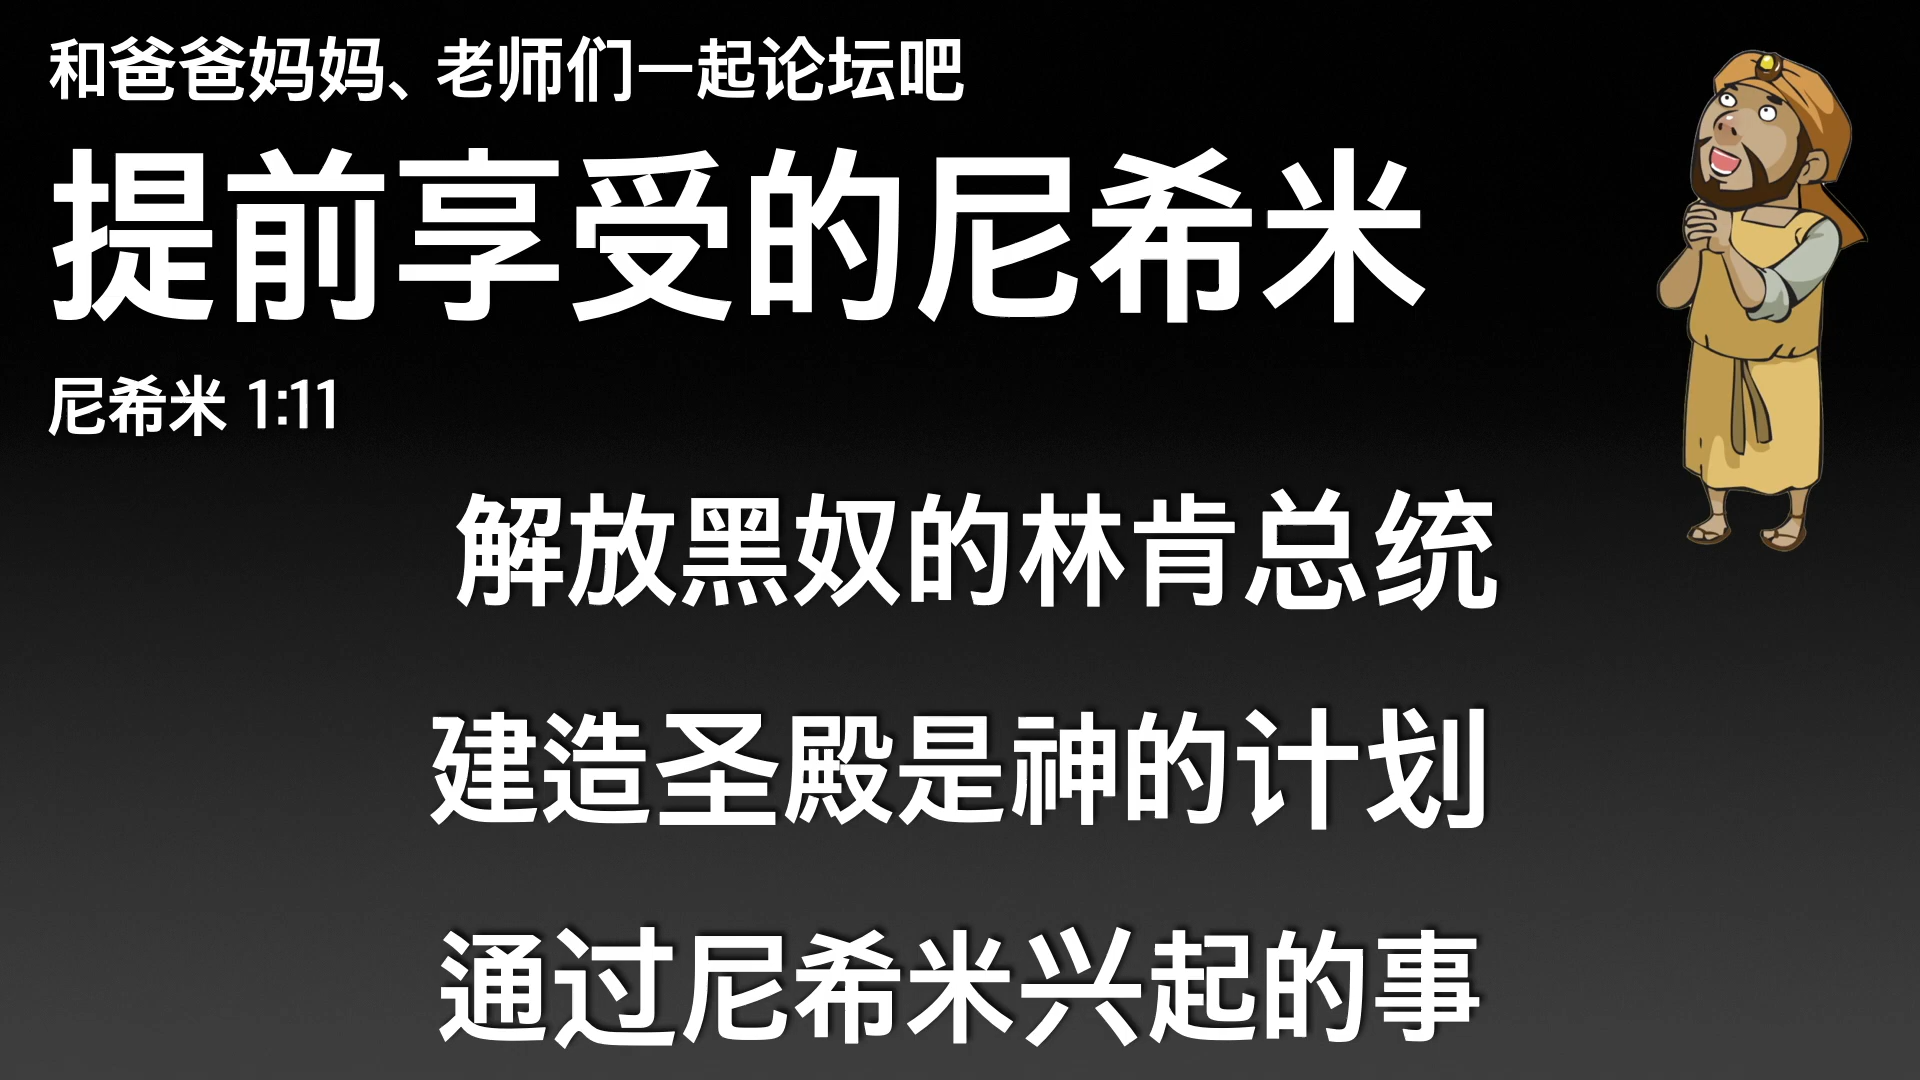 和爸爸妈妈、老师们一起论坛吧
提前享受的尼希米
尼希米 1:11
解放黑奴的林肯总统
建造圣殿是神的计划
通过尼希米兴起的事